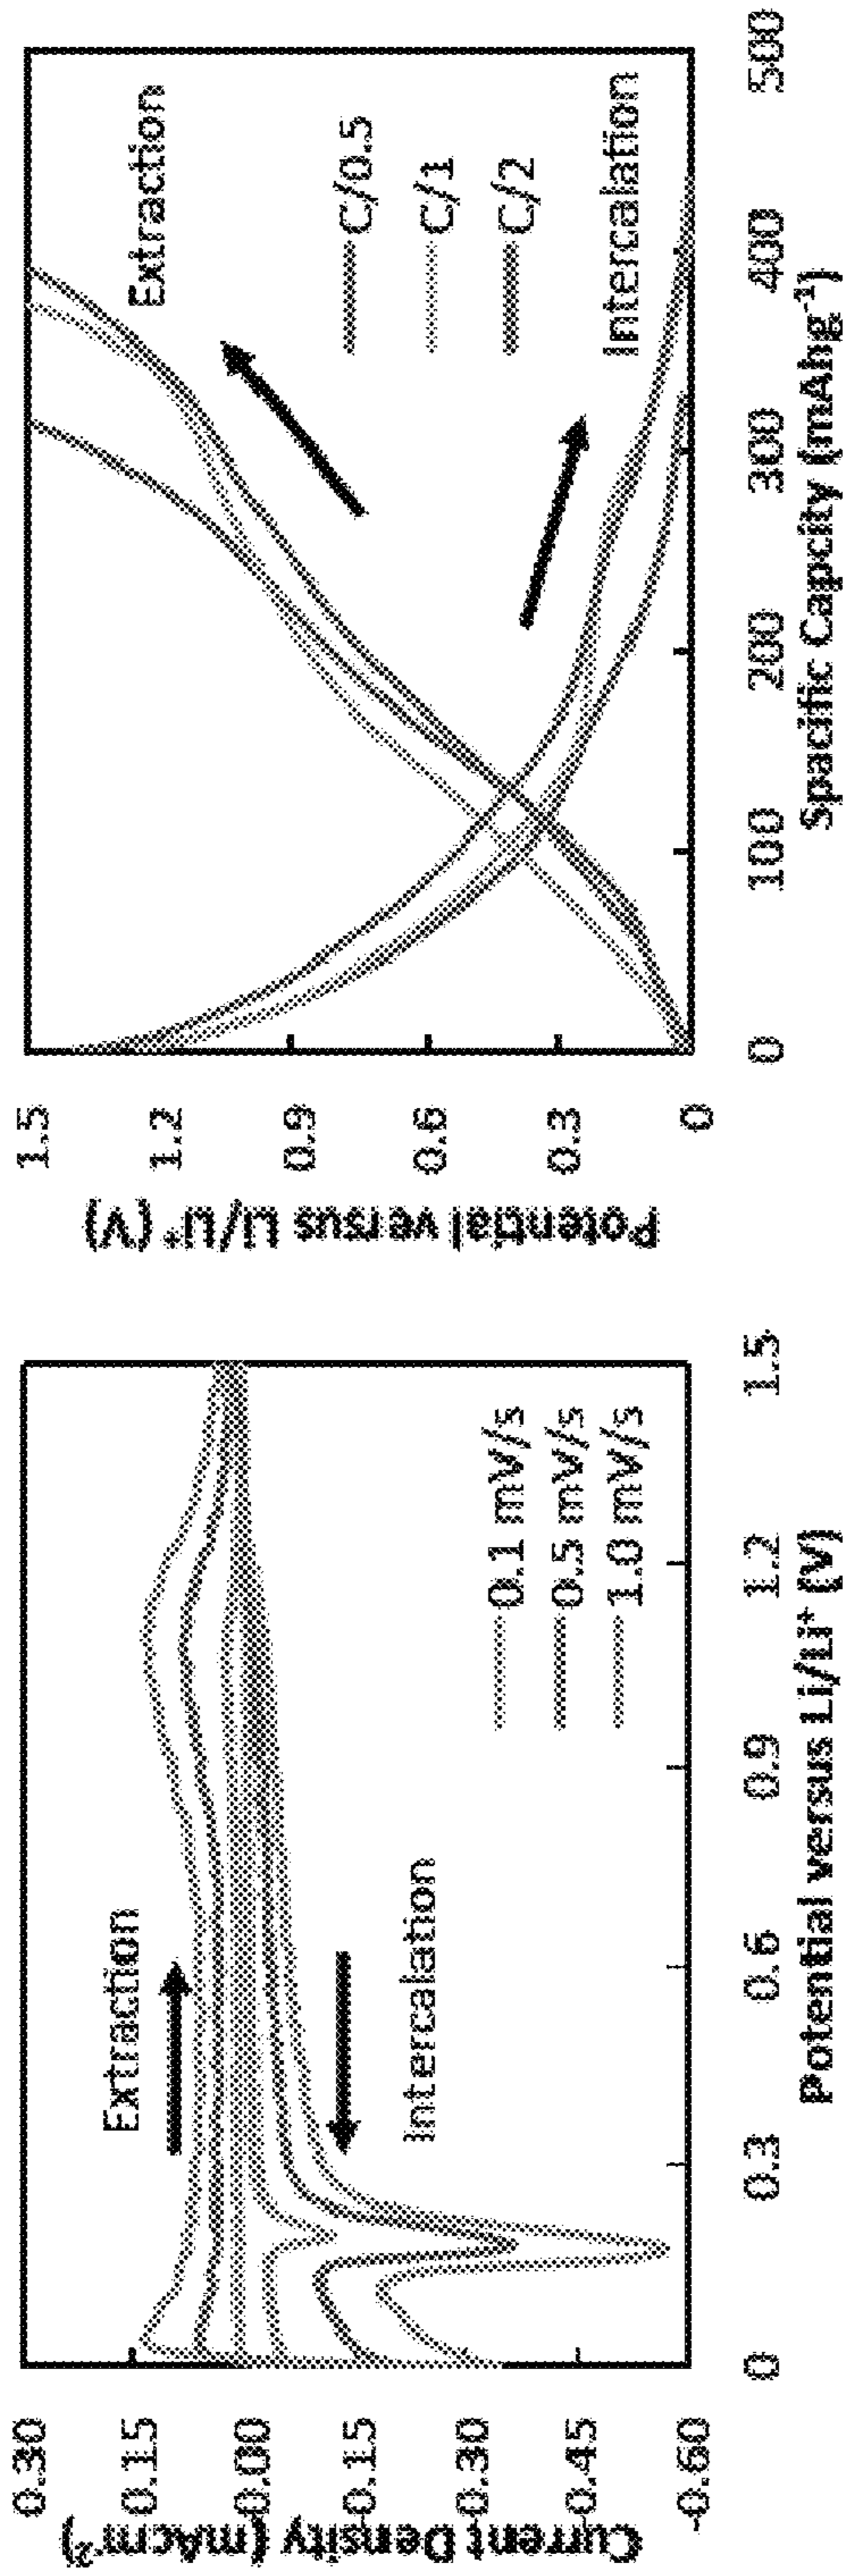 Current Density (mAcm⁻²)
0.30
0.15
0.00
-0.15
-0.30
-0.45
-0.60
Extraction
Intercalation
0.1 mV/s
0.5 mV/s
1.0 mV/s
0
0.3
0.6
0.9
1.2
1.5
Potential versus Li/Li⁺ (V)
Potential versus Li/Li⁺ (V)
1.5
1.2
0.9
0.6
0.3
0
Extraction
C/0.5
C/1
C/2
Intercalation
0
100
200
300
400
500
Spacific Capcity (mAhg⁻¹)